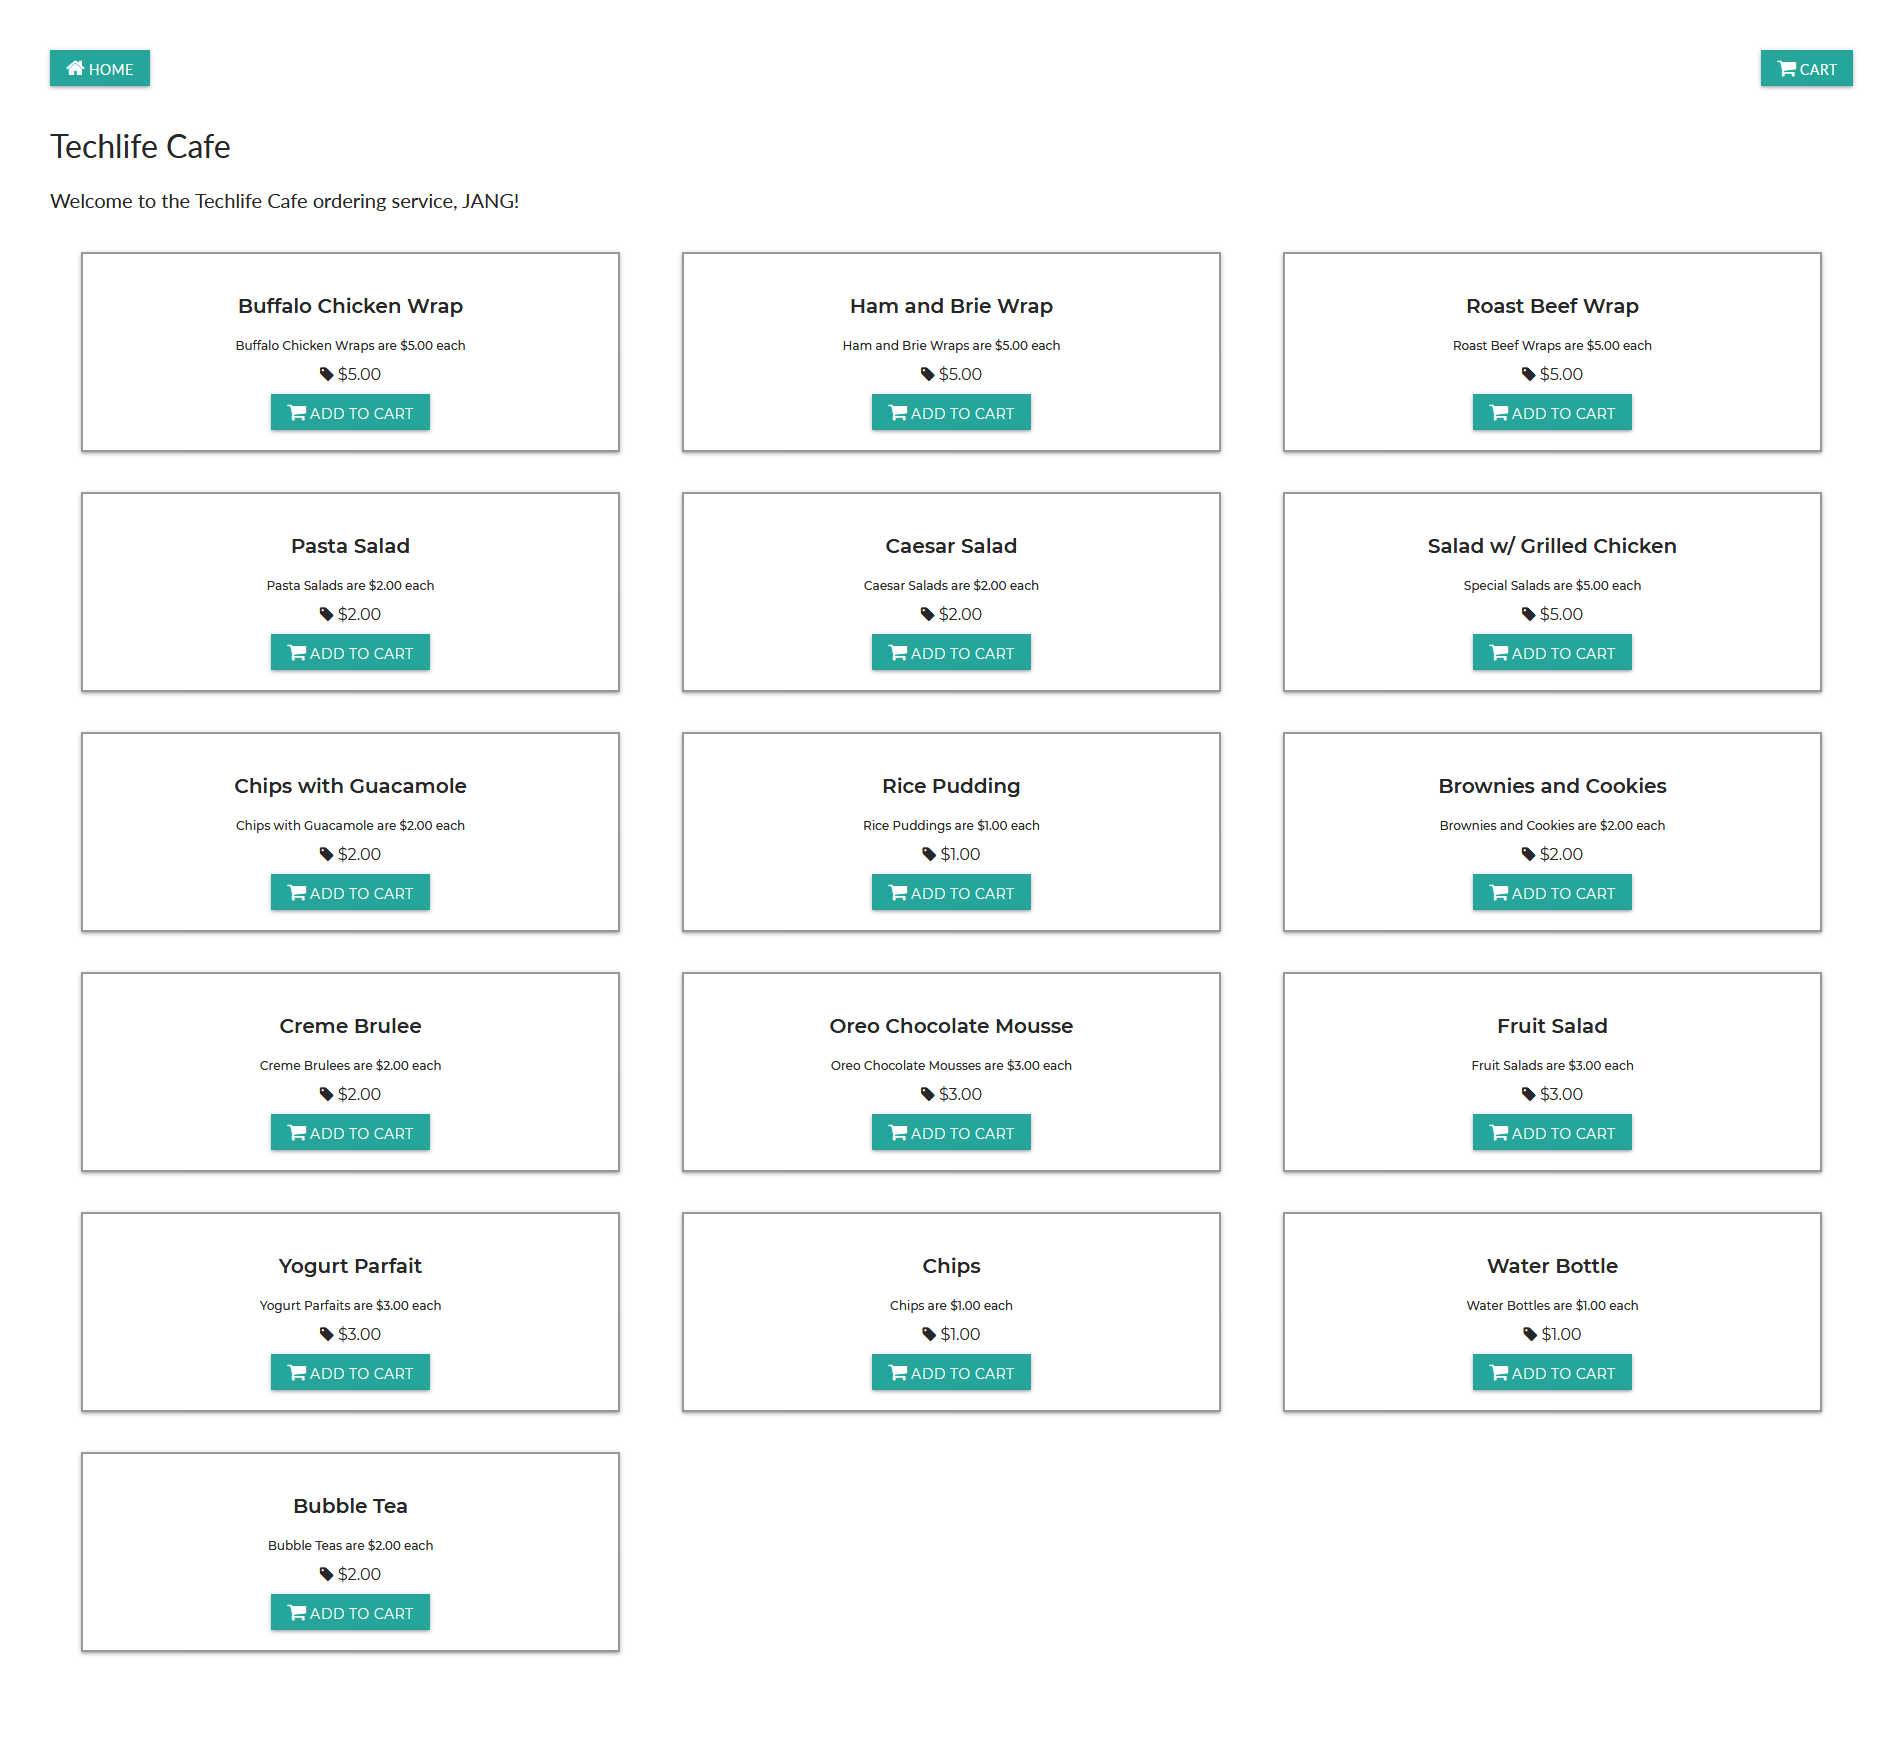 HOME
CART
Techlife Cafe
Welcome to the Techlife Cafe ordering service, JANG!
Buffalo Chicken Wrap
Buffalo Chicken Wraps are $5.00 each
$5.00
ADD TO CART
Ham and Brie Wrap
Ham and Brie Wraps are $5.00 each
$5.00
ADD TO CART
Roast Beef Wrap
Roast Beef Wraps are $5.00 each
$5.00
ADD TO CART
Pasta Salad
Pasta Salads are $2.00 each
$2.00
ADD TO CART
Caesar Salad
Caesar Salads are $2.00 each
$2.00
ADD TO CART
Salad w/ Grilled Chicken
Special Salads are $5.00 each
$5.00
ADD TO CART
Chips with Guacamole
Chips with Guacamole are $2.00 each
$2.00
ADD TO CART
Rice Pudding
Rice Puddings are $1.00 each
$1.00
ADD TO CART
Brownies and Cookies
Brownies and Cookies are $2.00 each
$2.00
ADD TO CART
Creme Brulee
Creme Brulees are $2.00 each
$2.00
ADD TO CART
Oreo Chocolate Mousse
Oreo Chocolate Mousses are $3.00 each
$3.00
ADD TO CART
Fruit Salad
Fruit Salads are $3.00 each
$3.00
ADD TO CART
Yogurt Parfait
Yogurt Parfaits are $3.00 each
$3.00
ADD TO CART
Chips
Chips are $1.00 each
$1.00
ADD TO CART
Water Bottle
Water Bottles are $1.00 each
$1.00
ADD TO CART
Bubble Tea
Bubble Teas are $2.00 each
$2.00
ADD TO CART